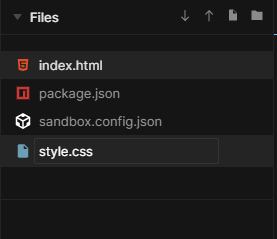 Files
index.html
package.json
sandbox.config.json
style.css